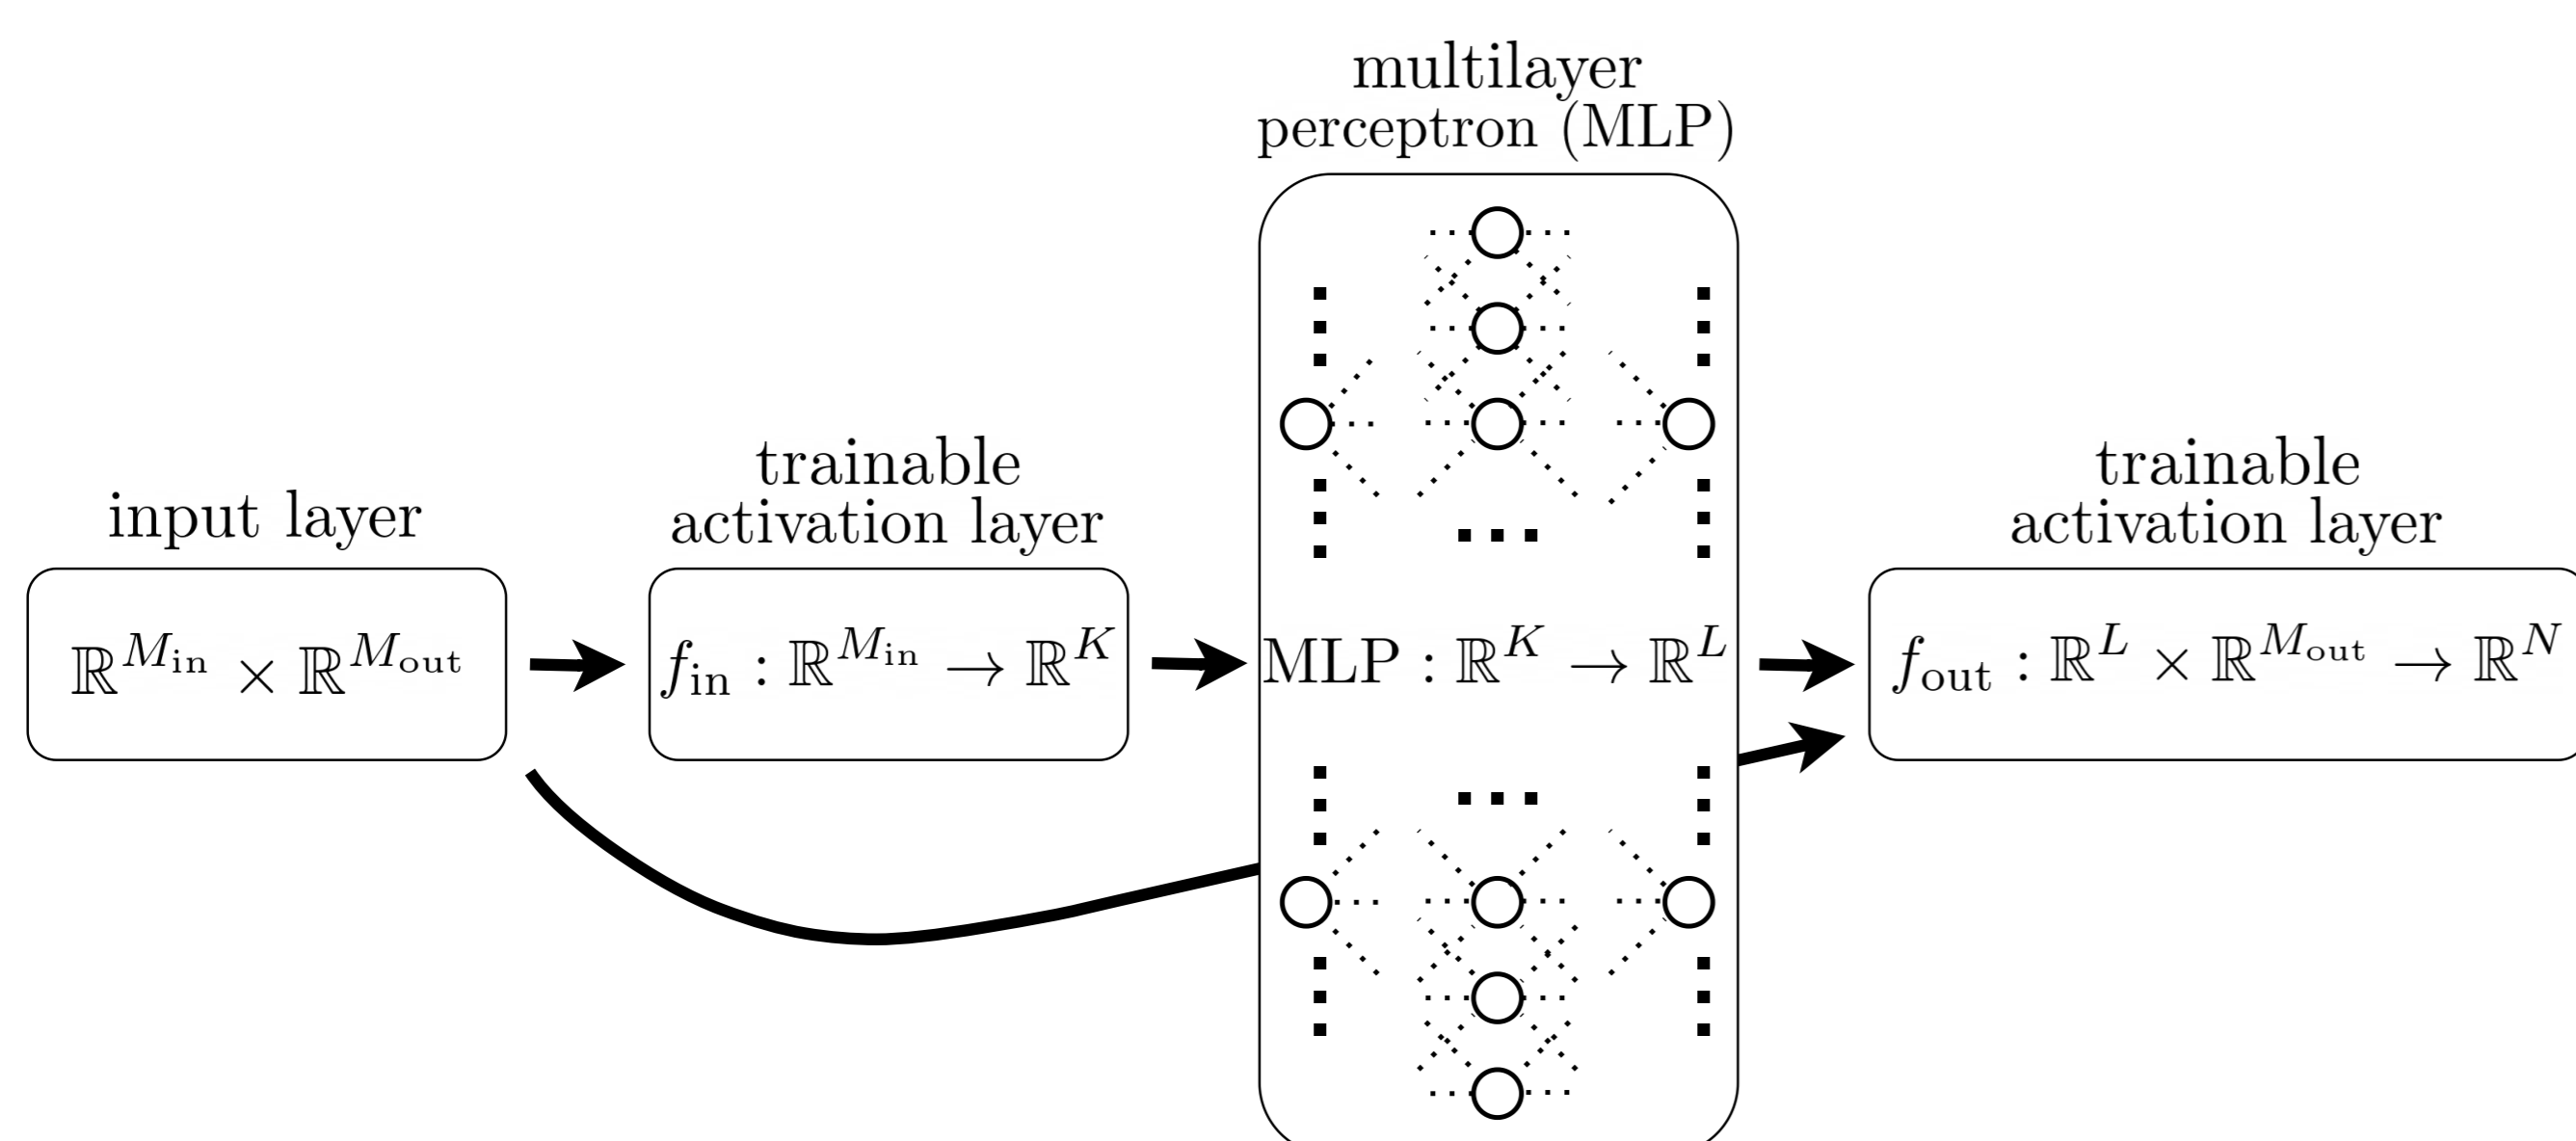 multilayer
perceptron (MLP)
trainable
activation layer
trainable
activation layer
input layer
ℝ^{M_in} × ℝ^{M_out}
f_in : ℝ^{M_in} → ℝ^K
MLP : ℝ^K → ℝ^L
f_out : ℝ^L × ℝ^{M_out} → ℝ^N